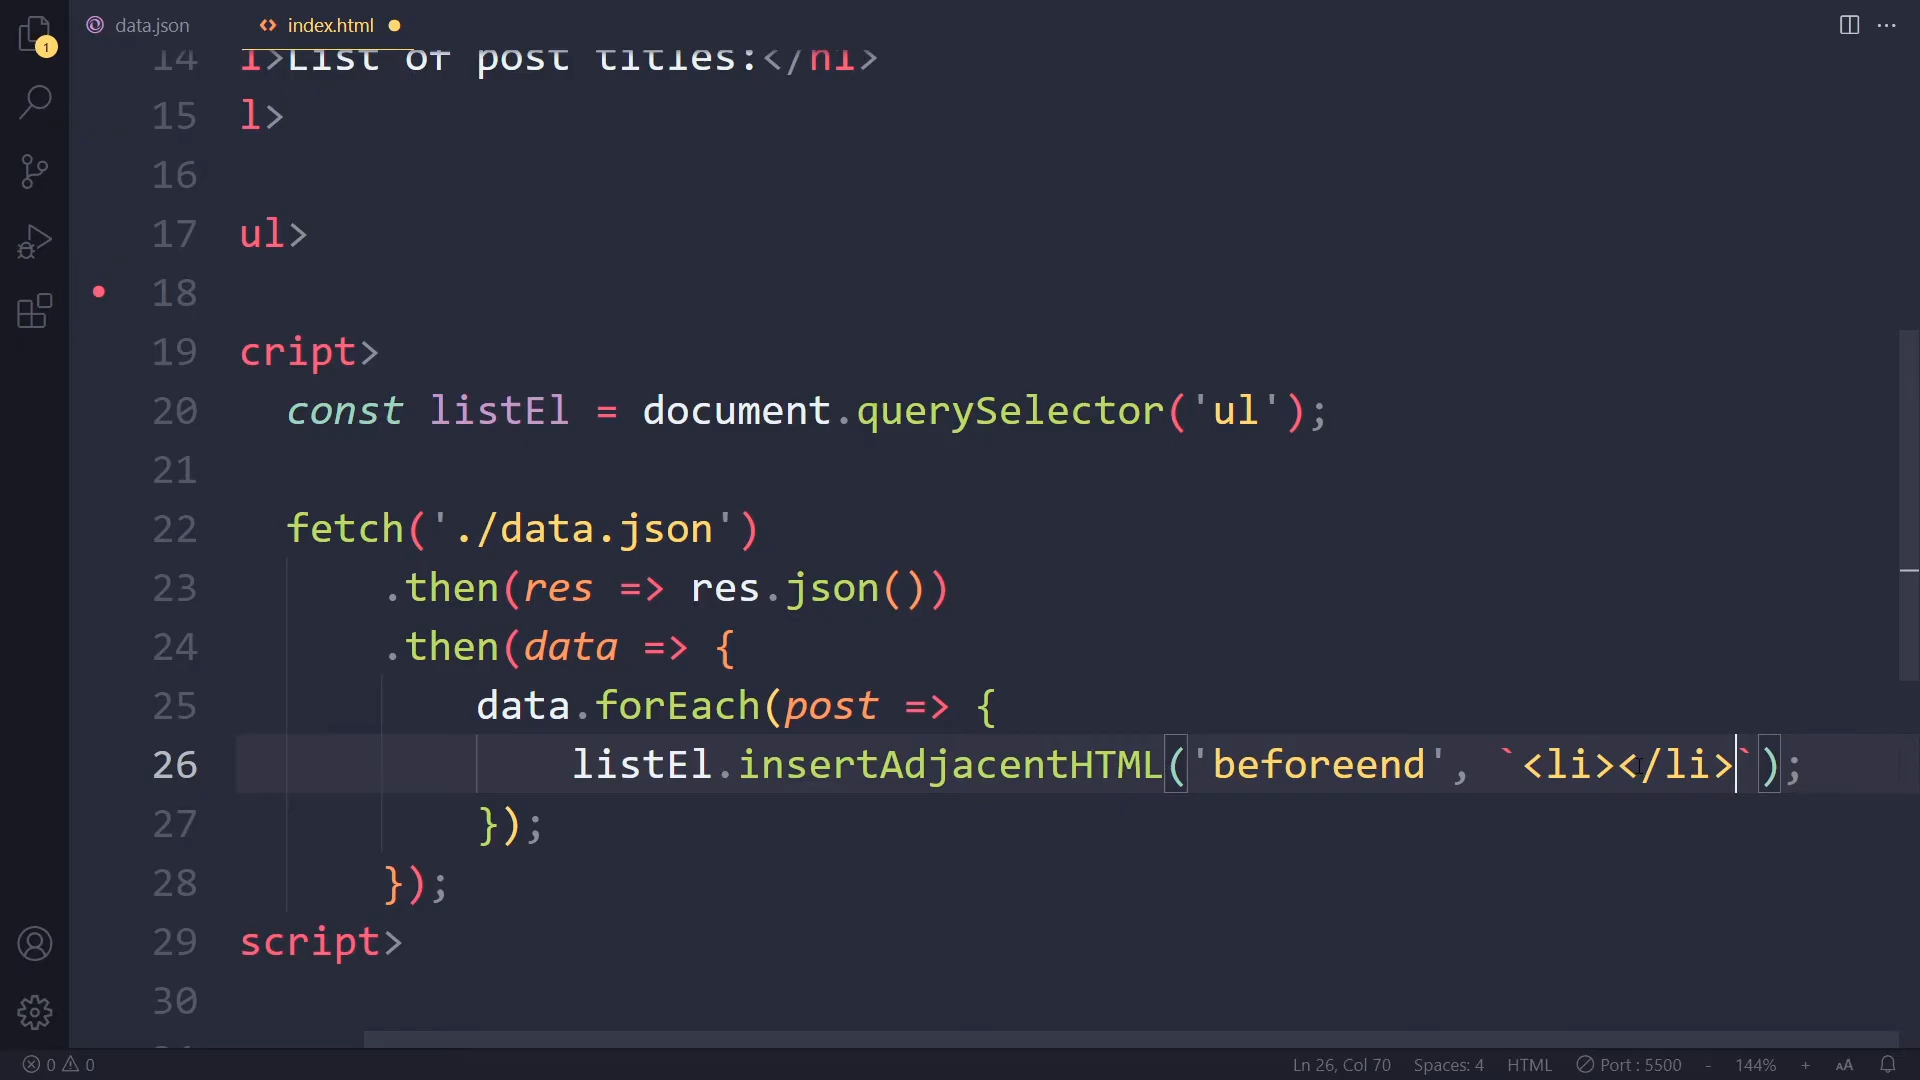 data.json
index.html
1
14 1>List of post titles:</h1>
15 l>
16
17 ul>
18
19 cript>
20 const listEl = document.querySelector('ul');
21
22 fetch('./data.json')
23 .then(res => res.json())
24 .then(data => {
25 data.forEach(post => {
26 listEl.insertAdjacentHTML('beforeend', `<li></li>`);
27 });
28 });
29 script>
30
0 0
Ln 26, Col 70 Spaces: 4 HTML Port : 5500 - 144% + AA